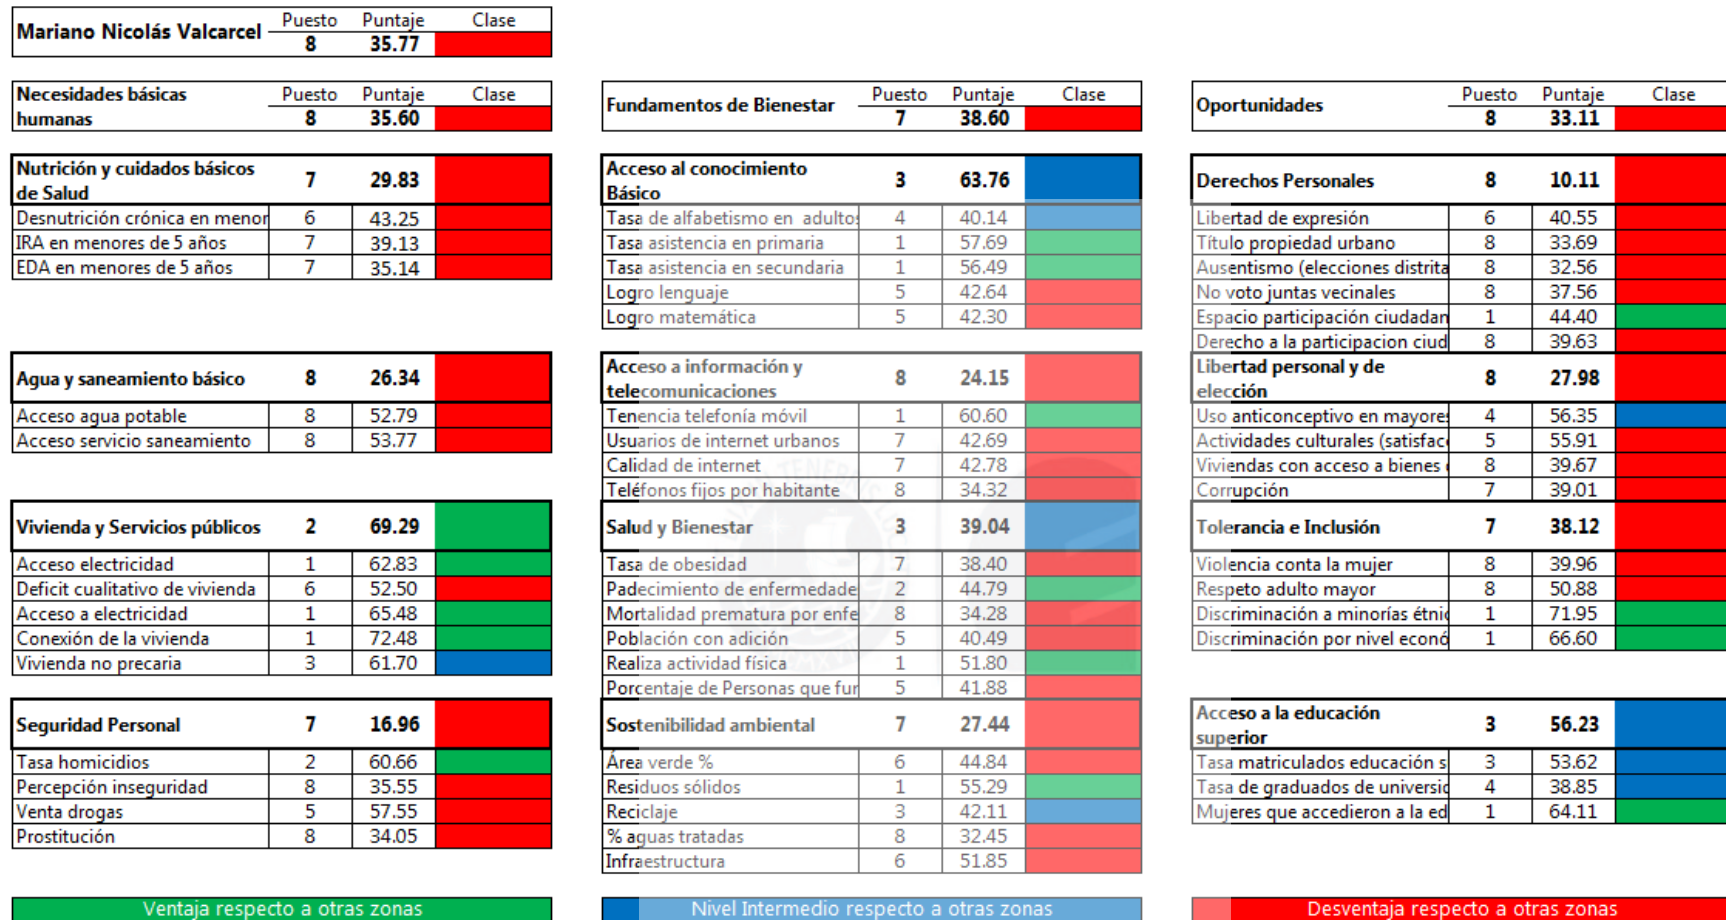 Mariano Nicolás Valcarcel Puesto Puntaje Clase
8 35.77
Necesidades básicas humanas Puesto Puntaje Clase
8 35.60
Nutrición y cuidados básicos de Salud 7 29.83
Desnutrición crónica en menor 6 43.25
IRA en menores de 5 años 7 39.13
EDA en menores de 5 años 7 35.14
Agua y saneamiento básico 8 26.34
Acceso agua potable 8 52.79
Acceso servicio saneamiento 8 53.77
Vivienda y Servicios públicos 2 69.29
Acceso electricidad 1 62.83
Deficit cualitativo de vivienda 6 52.50
Acceso a electricidad 1 65.48
Conexión de la vivienda 1 72.48
Vivienda no precaria 3 61.70
Seguridad Personal 7 16.96
Tasa homicidios 2 60.66
Percepción inseguridad 8 35.55
Venta drogas 5 57.55
Prostitución 8 34.05
Fundamentos de Bienestar Puesto Puntaje Clase
7 38.60
Acceso al conocimiento Básico 3 63.76
Tasa de alfabetismo en adultos 4 40.14
Tasa asistencia en primaria 1 57.69
Tasa asistencia en secundaria 1 56.49
Logro lenguaje 5 42.64
Logro matemática 5 42.30
Acceso a información y telecomunicaciones 8 24.15
Tenencia telefonía móvil 1 60.60
Usuarios de internet urbanos 7 42.69
Calidad de internet 7 42.78
Teléfonos fijos por habitante 8 34.32
Salud y Bienestar 3 39.04
Tasa de obesidad 7 38.40
Padecimiento de enfermedade 2 44.79
Mortalidad prematura por enfe 8 34.28
Población con adición 5 40.49
Realiza actividad física 1 51.80
Porcentaje de Personas que fur 5 41.88
Sostenibilidad ambiental 7 27.44
Área verde % 6 44.84
Residuos sólidos 1 55.29
Reciclaje 3 42.11
% aguas tratadas 8 32.45
Infraestructura 6 51.85
Oportunidades Puesto Puntaje Clase
8 33.11
Derechos Personales 8 10.11
Libertad de expresión 6 40.55
Título propiedad urbano 8 33.69
Ausentismo (elecciones distrita 8 32.56
No voto juntas vecinales 8 37.56
Espacio participación ciudadan 1 44.40
Derecho a la participacion ciud 8 39.63
Libertad personal y de elección 8 27.98
Uso anticonceptivo en mayores 4 56.35
Actividades culturales (satisfac 5 55.91
Viviendas con acceso a bienes 8 39.67
Corrupción 7 39.01
Tolerancia e Inclusión 7 38.12
Violencia conta la mujer 8 39.96
Respeto adulto mayor 8 50.88
Discriminación a minorías étnic 1 71.95
Discriminación por nivel econó 1 66.60
Acceso a la educación superior 3 56.23
Tasa matriculados educación s 3 53.62
Tasa de graduados de universid 4 38.85
Mujeres que accedieron a la ed 1 64.11
Ventaja respecto a otras zonas
Nivel Intermedio respecto a otras zonas
Desventaja respecto a otras zonas